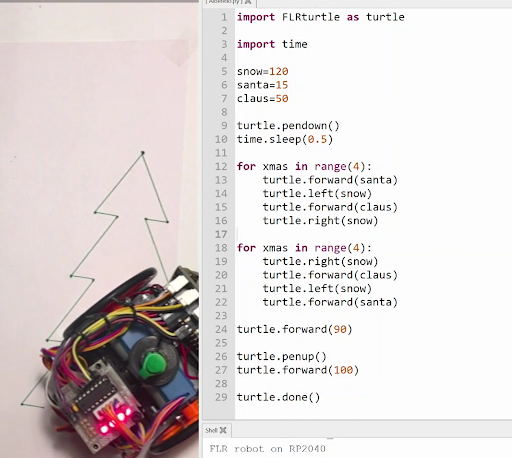 1 import FLRturtle as turtle
2
3 import time
4
5 snow=120
6 santa=15
7 claus=50
8
9 turtle.pendown()
10 time.sleep(0.5)
11
12 for xmas in range(4):
13 turtle.forward(santa)
14 turtle.left(snow)
15 turtle.forward(claus)
16 turtle.right(snow)
17
18 for xmas in range(4):
19 turtle.right(snow)
20 turtle.forward(claus)
21 turtle.left(snow)
22 turtle.forward(santa)
23
24 turtle.forward(90)
25
26 turtle.penup()
27 turtle.forward(100)
28
29 turtle.done()
Shell
FLR robot on RP2040